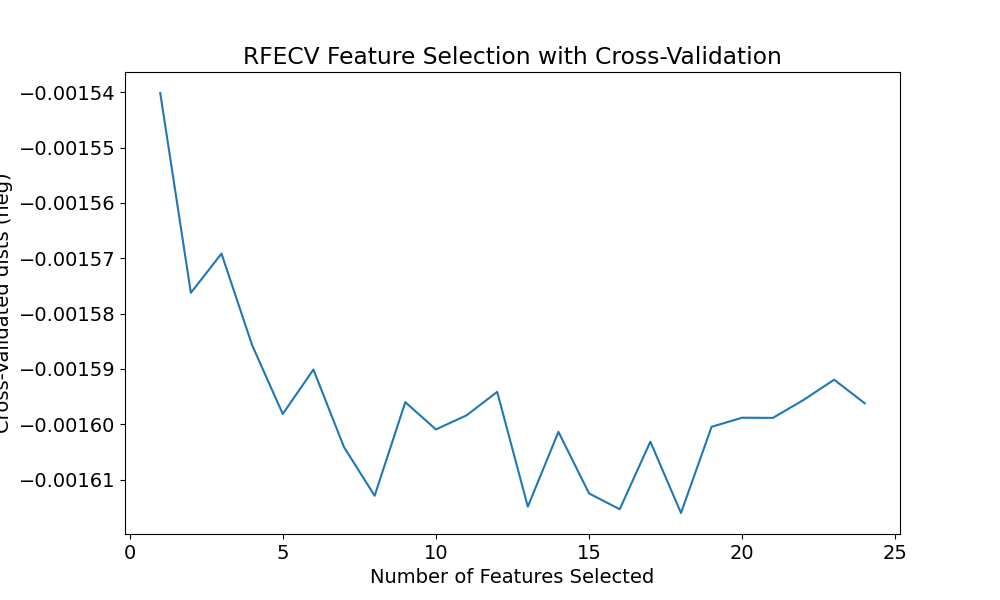 RFECV Feature Selection with Cross-Validation
−0.00154
−0.00155
−0.00156
−0.00157
−0.00158
−0.00159
−0.00160
−0.00161
Cross-Validated dists (neg)
0 5 10 15 20 25
Number of Features Selected